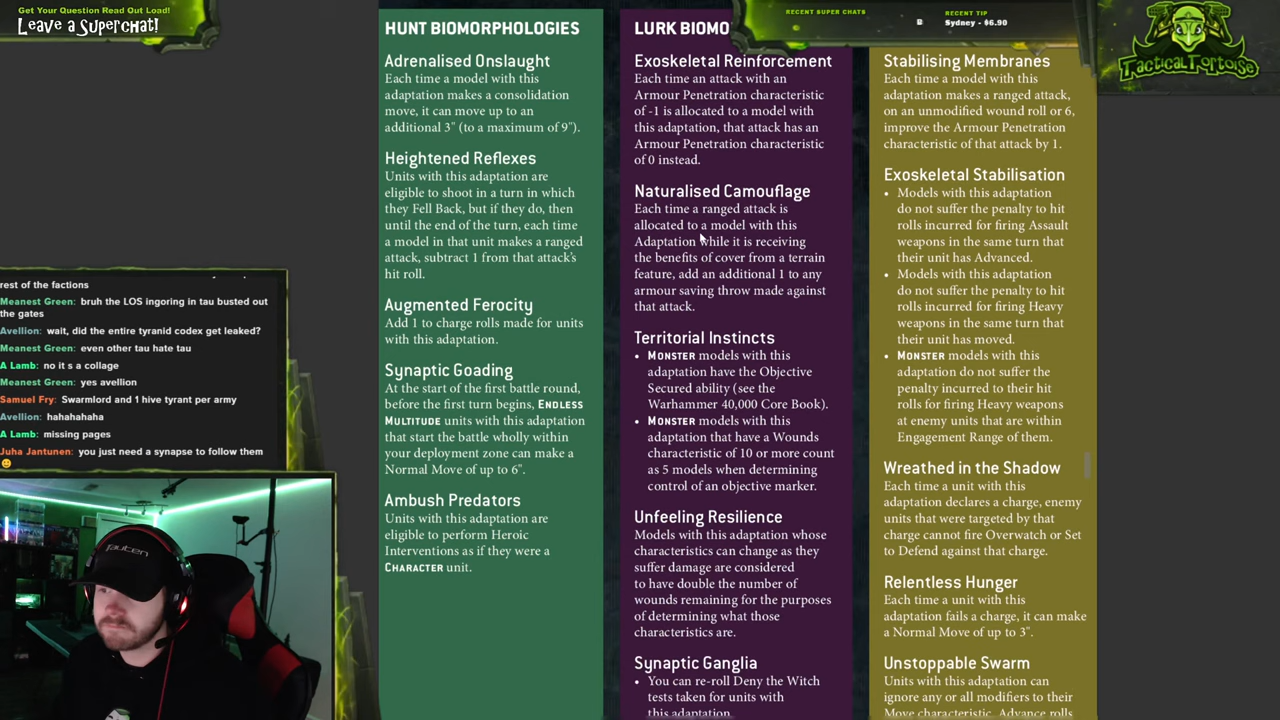 Get Your Question Read Out Load!
Leave a Superchat!
RECENT SUPER CHATS
RECENT TIP
Sydney - $6.90
TacticalTortoise
rest of the factions
Meanest Green: bruh the LOS ingoring in tau busted out
the gates
Avellion: wait, did the entire tyranid codex get leaked?
Meanest Green: even other tau hate tau
A Lamb: no it s a collage
Meanest Green: yes avellion
Samuel Fry: Swarmlord and 1 hive tyrant per army
Avellion: hahahahaha
A Lamb: missing pages
Juha Jantunen: you just need a synapse to follow them
HUNT BIOMORPHOLOGIES
Adrenalised Onslaught
Each time a model with this
adaptation makes a consolidation
move, it can move up to an
additional 3" (to a maximum of 9").
Heightened Reflexes
Units with this adaptation are
eligible to shoot in a turn in which
they Fell Back, but if they do, then
until the end of the turn, each time
a model in that unit makes a ranged
attack, subtract 1 from that attack's
hit roll.
Augmented Ferocity
Add 1 to charge rolls made for units
with this adaptation.
Synaptic Goading
At the start of the first battle round,
before the first turn begins, ENDLESS
MULTITUDE units with this adaptation
that start the battle wholly within
your deployment zone can make a
Normal Move of up to 6".
Ambush Predators
Units with this adaptation are
eligible to perform Heroic
Interventions as if they were a
CHARACTER unit.
LURK BIOMO
Exoskeletal Reinforcement
Each time an attack with an
Armour Penetration characteristic
of -1 is allocated to a model with
this adaptation, that attack has an
Armour Penetration characteristic
of 0 instead.
Naturalised Camouflage
Each time a ranged attack is
allocated to a model with this
Adaptation while it is receiving
the benefits of cover from a terrain
feature, add an additional 1 to any
armour saving throw made against
that attack.
Territorial Instincts
• MONSTER models with this
adaptation have the Objective
Secured ability (see the
Warhammer 40,000 Core Book).
• MONSTER models with this
adaptation that have a Wounds
characteristic of 10 or more count
as 5 models when determining
control of an objective marker.
Unfeeling Resilience
Models with this adaptation whose
characteristics can change as they
suffer damage are considered
to have double the number of
wounds remaining for the purposes
of determining what those
characteristics are.
Synaptic Ganglia
• You can re-roll Deny the Witch
tests taken for units with
this adaptation.
Stabilising Membranes
Each time a model with this
adaptation makes a ranged attack,
on an unmodified wound roll or 6,
improve the Armour Penetration
characteristic of that attack by 1.
Exoskeletal Stabilisation
• Models with this adaptation
do not suffer the penalty to hit
rolls incurred for firing Assault
weapons in the same turn that
their unit has Advanced.
• Models with this adaptation
do not suffer the penalty to hit
rolls incurred for firing Heavy
weapons in the same turn that
their unit has moved.
• MONSTER models with this
adaptation do not suffer the
penalty incurred to their hit
rolls for firing Heavy weapons
at enemy units that are within
Engagement Range of them.
Wreathed in the Shadow
Each time a unit with this
adaptation declares a charge, enemy
units that were targeted by that
charge cannot fire Overwatch or Set
to Defend against that charge.
Relentless Hunger
Each time a unit with this
adaptation fails a charge, it can make
a Normal Move of up to 3".
Unstoppable Swarm
Units with this adaptation can
ignore any or all modifiers to their
Move characteristic, Advance rolls